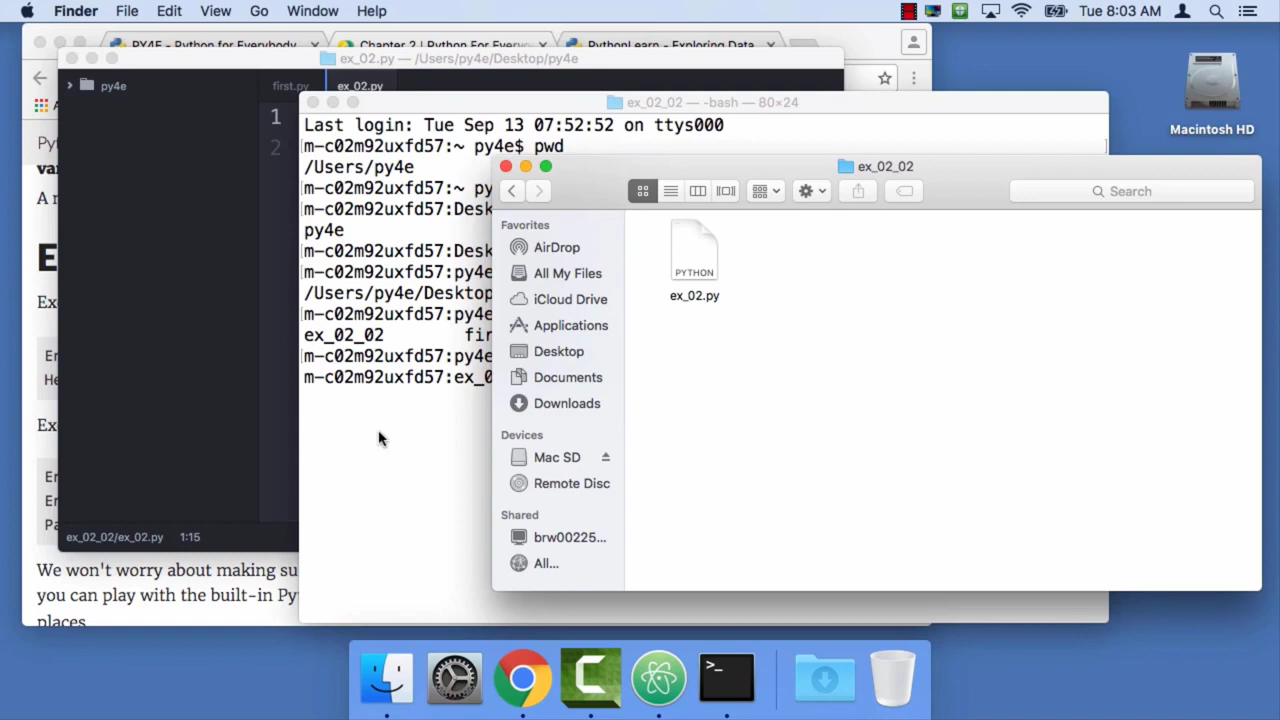 Finder File Edit View Go Window Help Tue 8:03 AM
PY4E - Python for Everybody
PythonLearn - Exploring Data
ex_02.py — /Users/py4e/Desktop/py4e
py4e
first.py ex_02.py
1
2
ex_02_02 — -bash — 80×24
Macintosh HD
Last login: Tue Sep 13 07:52:52 on ttys000
m-c02m92uxfd57:~ py4e$ pwd
/Users/py4e
m-c02m92uxfd57:~ py
m-c02m92uxfd57:Desk
py4e
m-c02m92uxfd57:Desk
m-c02m92uxfd57:py4e
/Users/py4e/Desktop
m-c02m92uxfd57:py4e
ex_02_02 fir
m-c02m92uxfd57:py4e
m-c02m92uxfd57:ex_0
ex_02_02
Search
Favorites
AirDrop
All My Files
iCloud Drive
Applications
Desktop
Documents
Downloads
Devices
Mac SD
Remote Disc
Shared
brw00225...
All...
PYTHON
ex_02.py
ex_02_02/ex_02.py 1:15
We won't worry about making su
you can play with the built-in Py
places